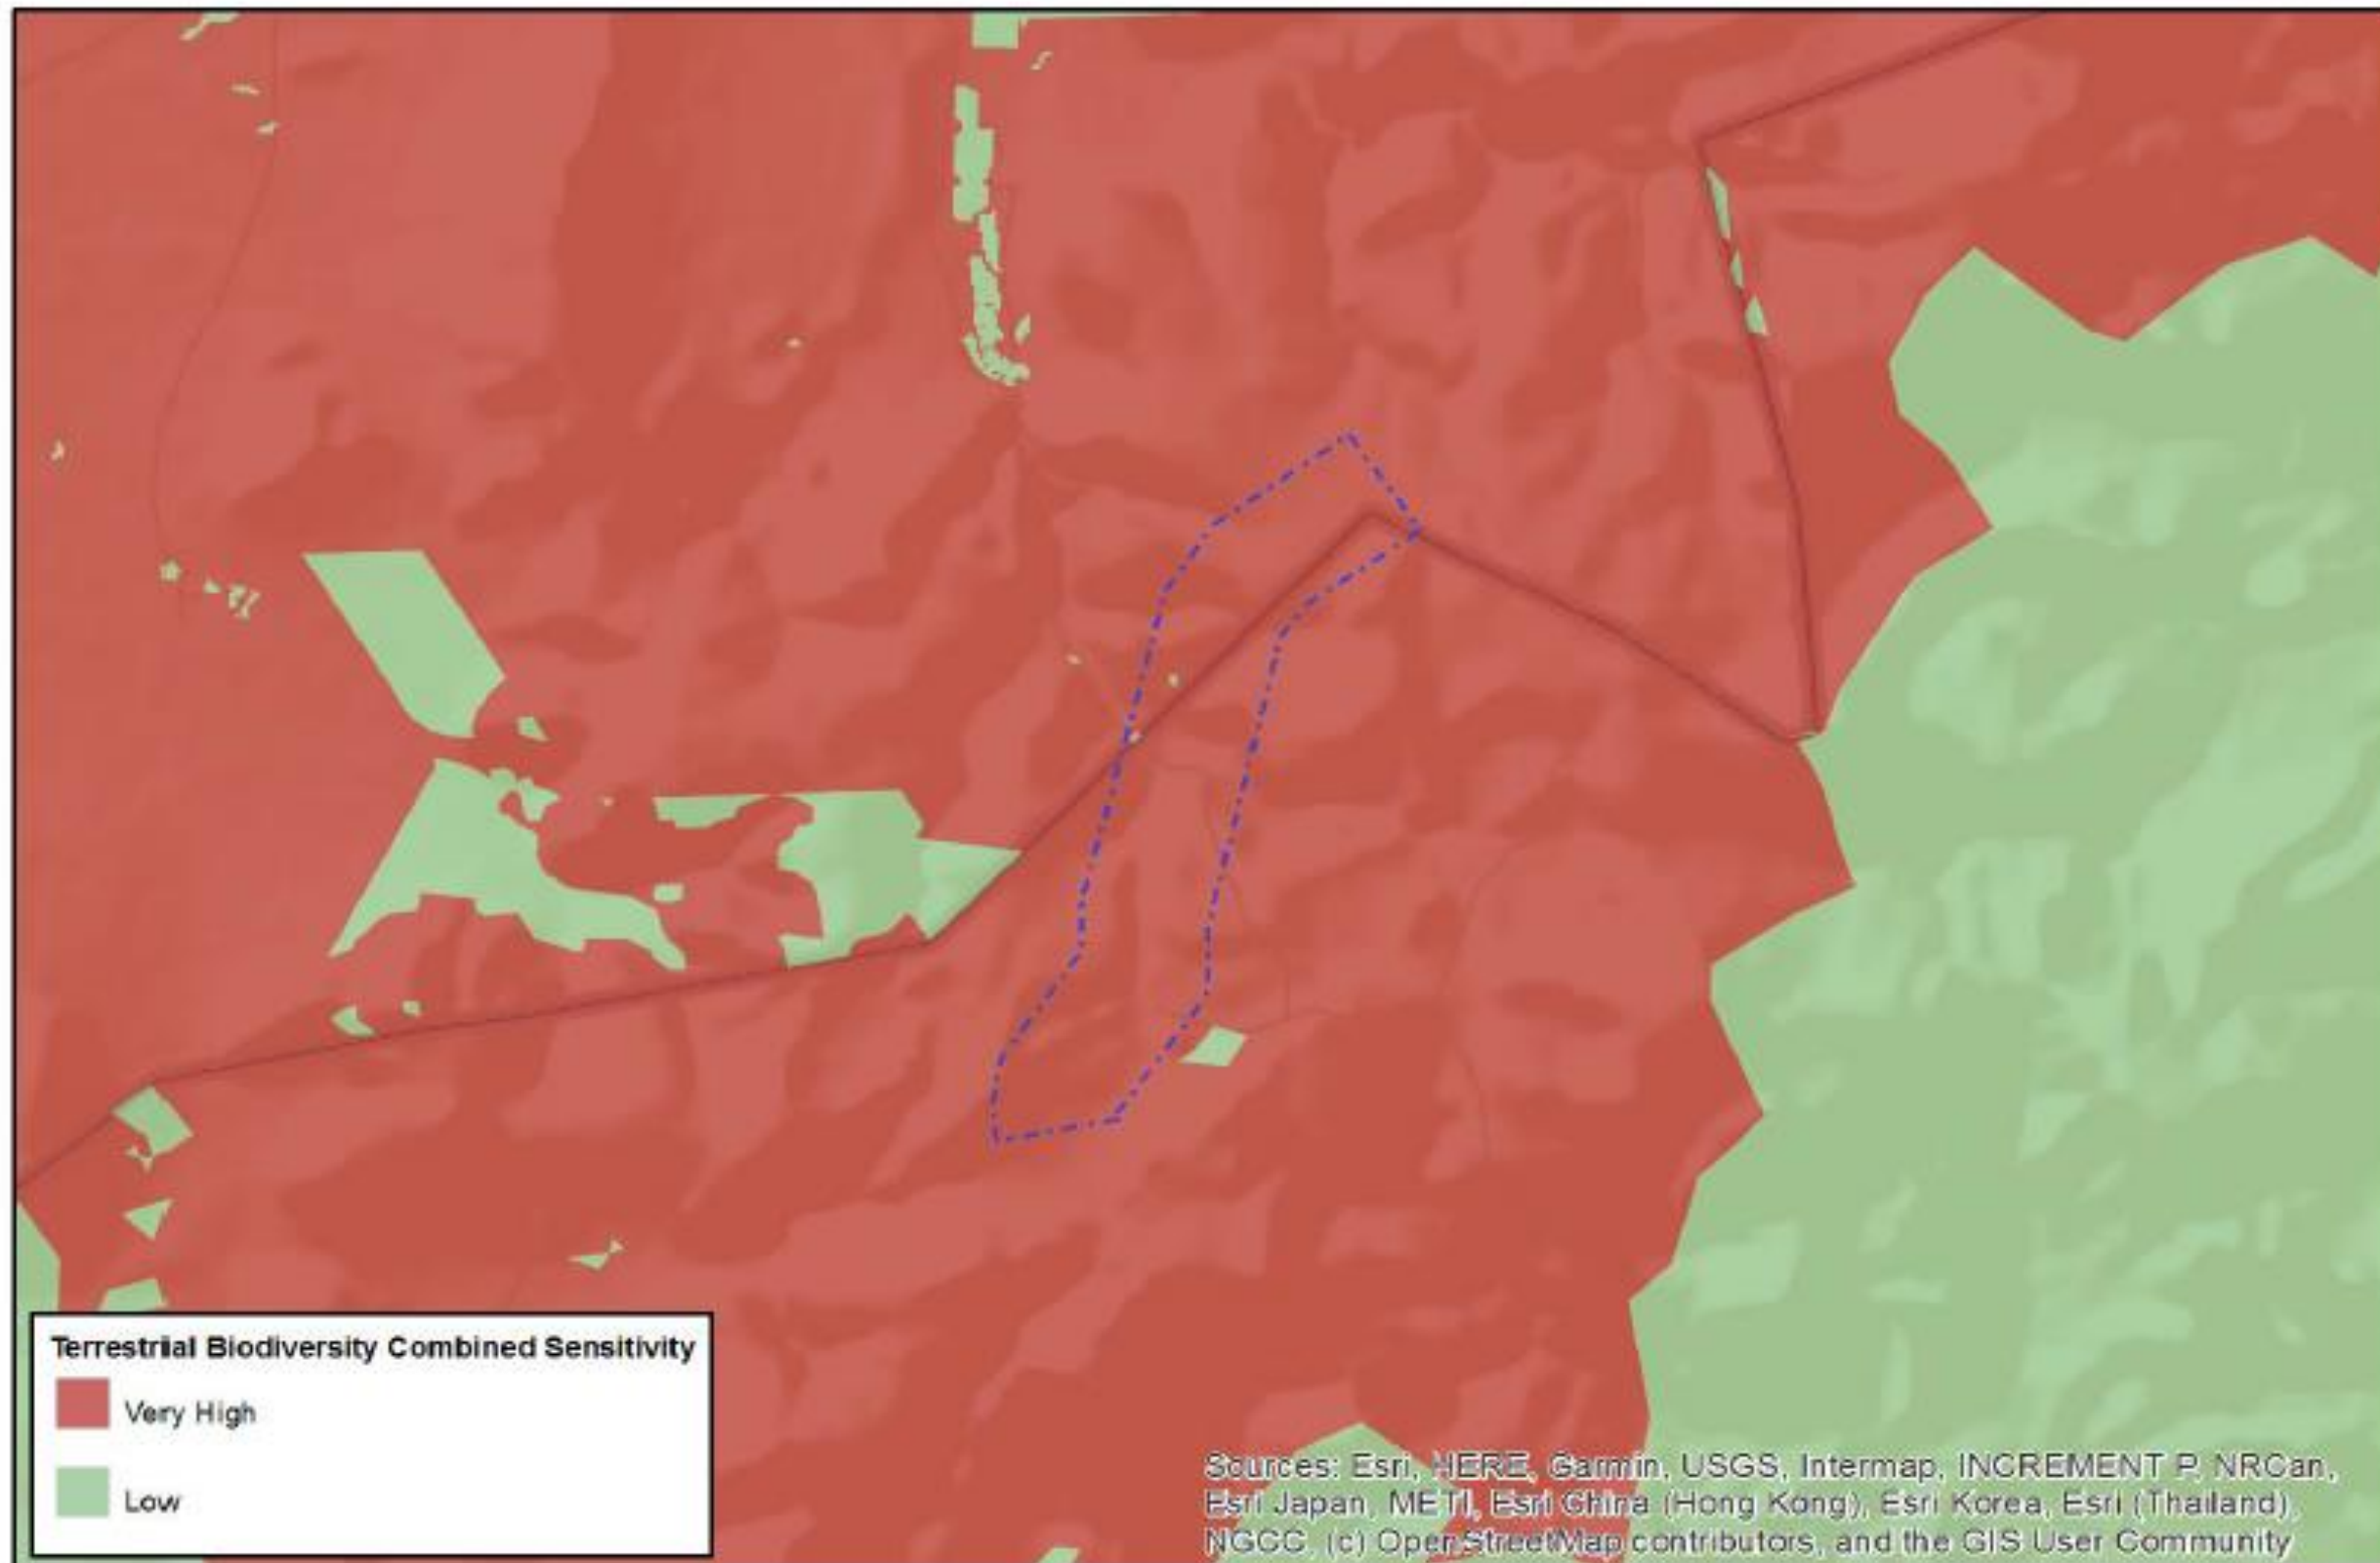 Terrestrial Biodiversity Combined Sensitivity
Very High
Low
Sources: Esri, HERE, Garmin, USGS, Intermap, INCREMENT P, NRCan,
Esri Japan, METI, Esri China (Hong Kong), Esri Korea, Esri (Thailand),
NGCC, (c) OpenStreetMap contributors, and the GIS User Community